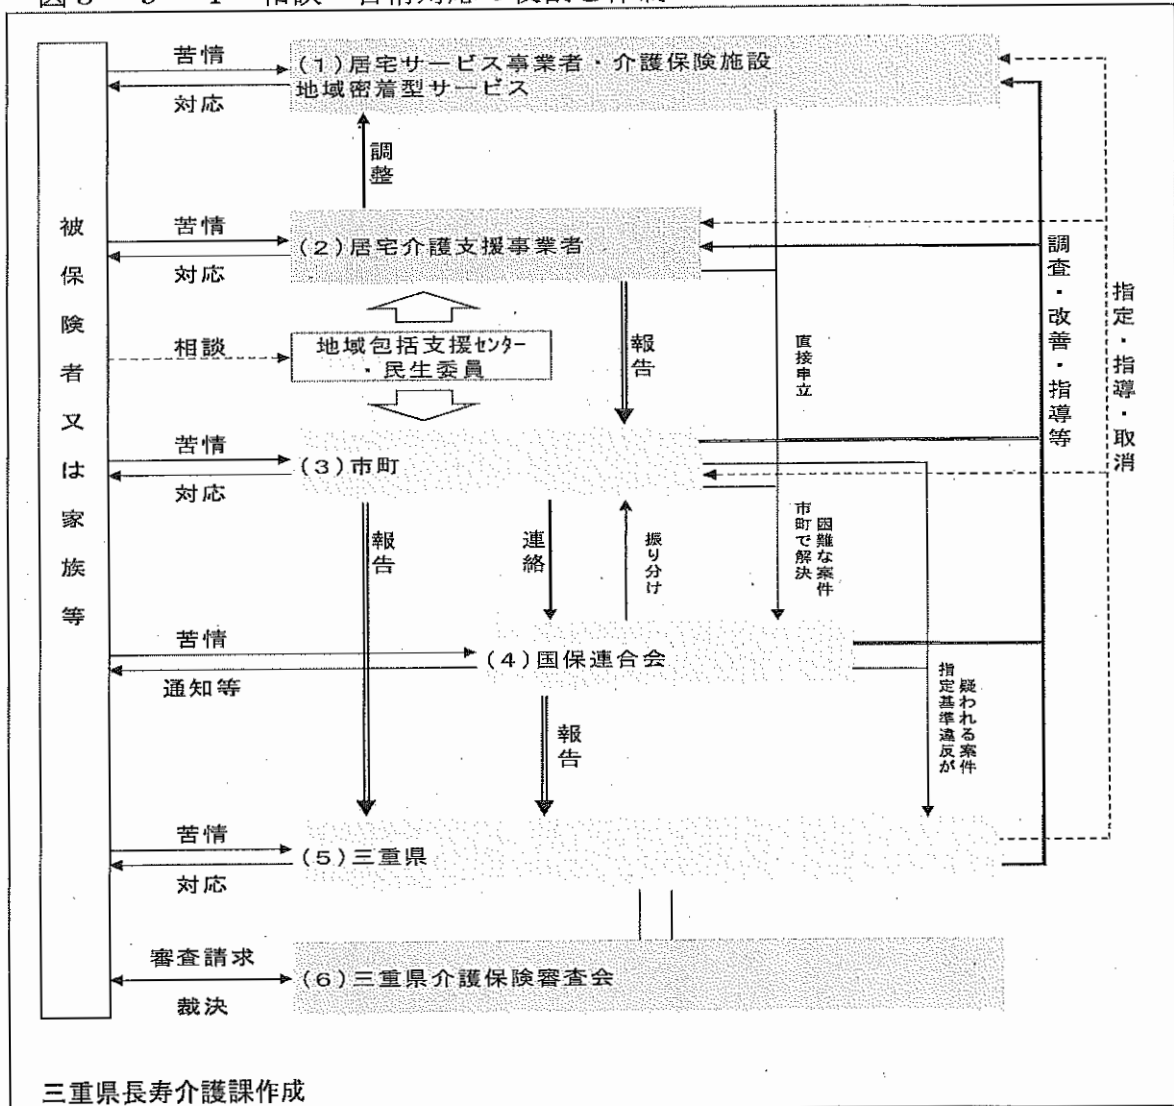 苦情
(1)居宅サービス事業者・介護保険施設
地域密着型サービス
対応
調整
被保険者又は家族等
苦情
(2)居宅介護支援事業者
対応
調査・改善・指導等
指定・指導・取消
相談
地域包括支援センター
・民生委員
報告
直接申立
苦情
(3)市町
対応
報告
連絡
振り分け
市町で解決
困難な案件
苦情
(4)国保連合会
通知等
報告
指定基準違反が
疑われる案件
苦情
(5)三重県
対応
審査請求
(6)三重県介護保険審査会
裁決
三重県長寿介護課作成